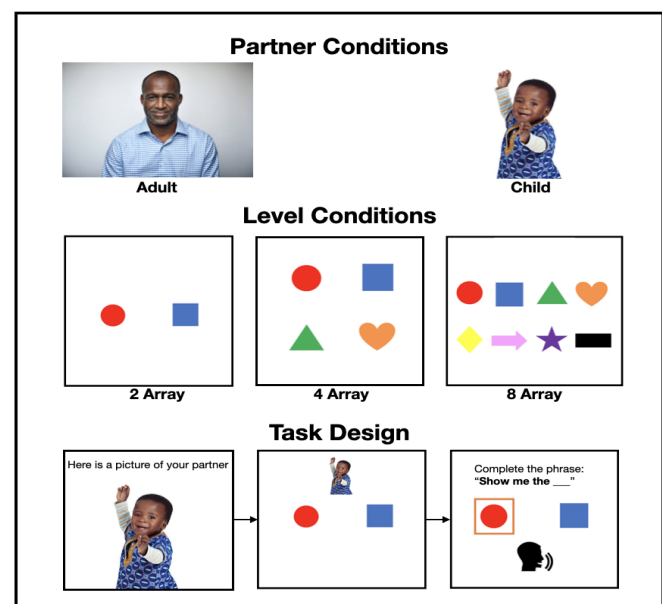 Partner Conditions
Adult
Child
Level Conditions
2 Array
4 Array
8 Array
Task Design
Here is a picture of your partner
Complete the phrase:
“Show me the ___”